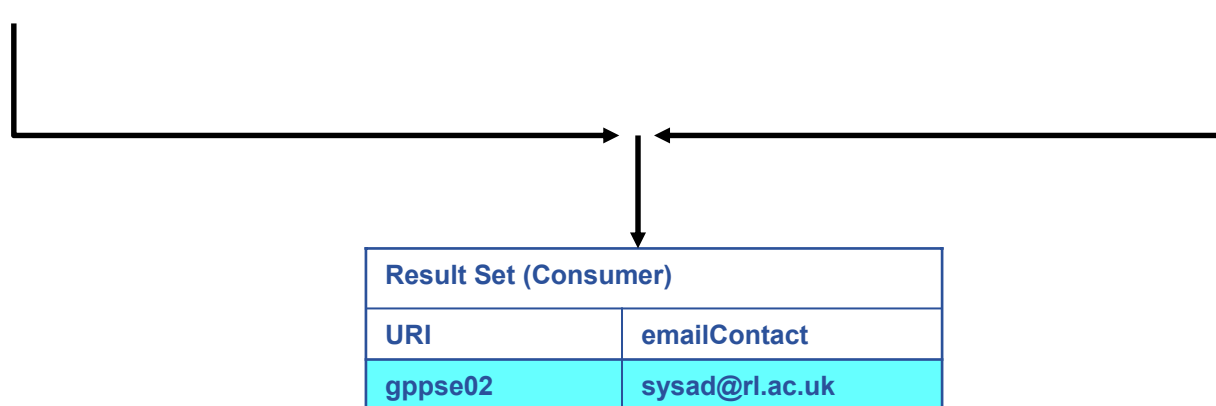 Result Set (Consumer)
URI emailContact
gppse02 sysad@rl.ac.uk